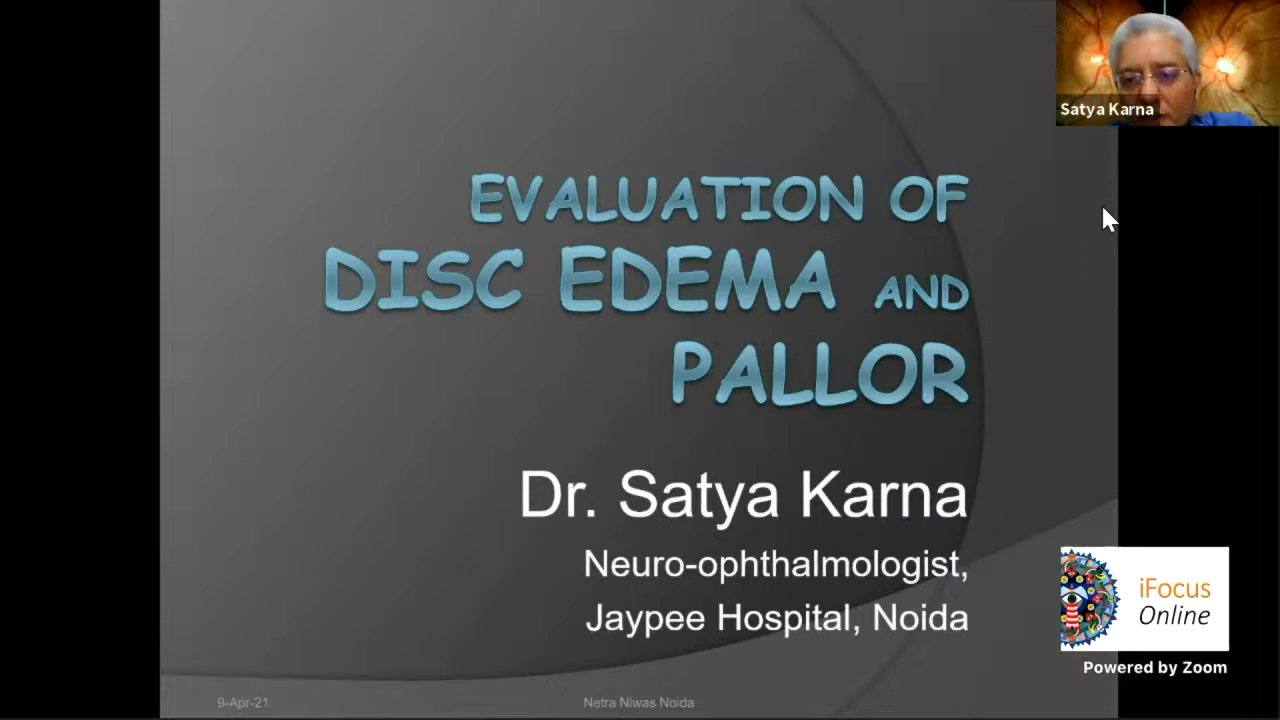 Satya Karna
EVALUATION OF
DISC EDEMA AND
PALLOR
Dr. Satya Karna
Neuro-ophthalmologist,
Jaypee Hospital, Noida
iFocus
Online
Powered by Zoom
9-Apr-21
Netra Niwas Noida